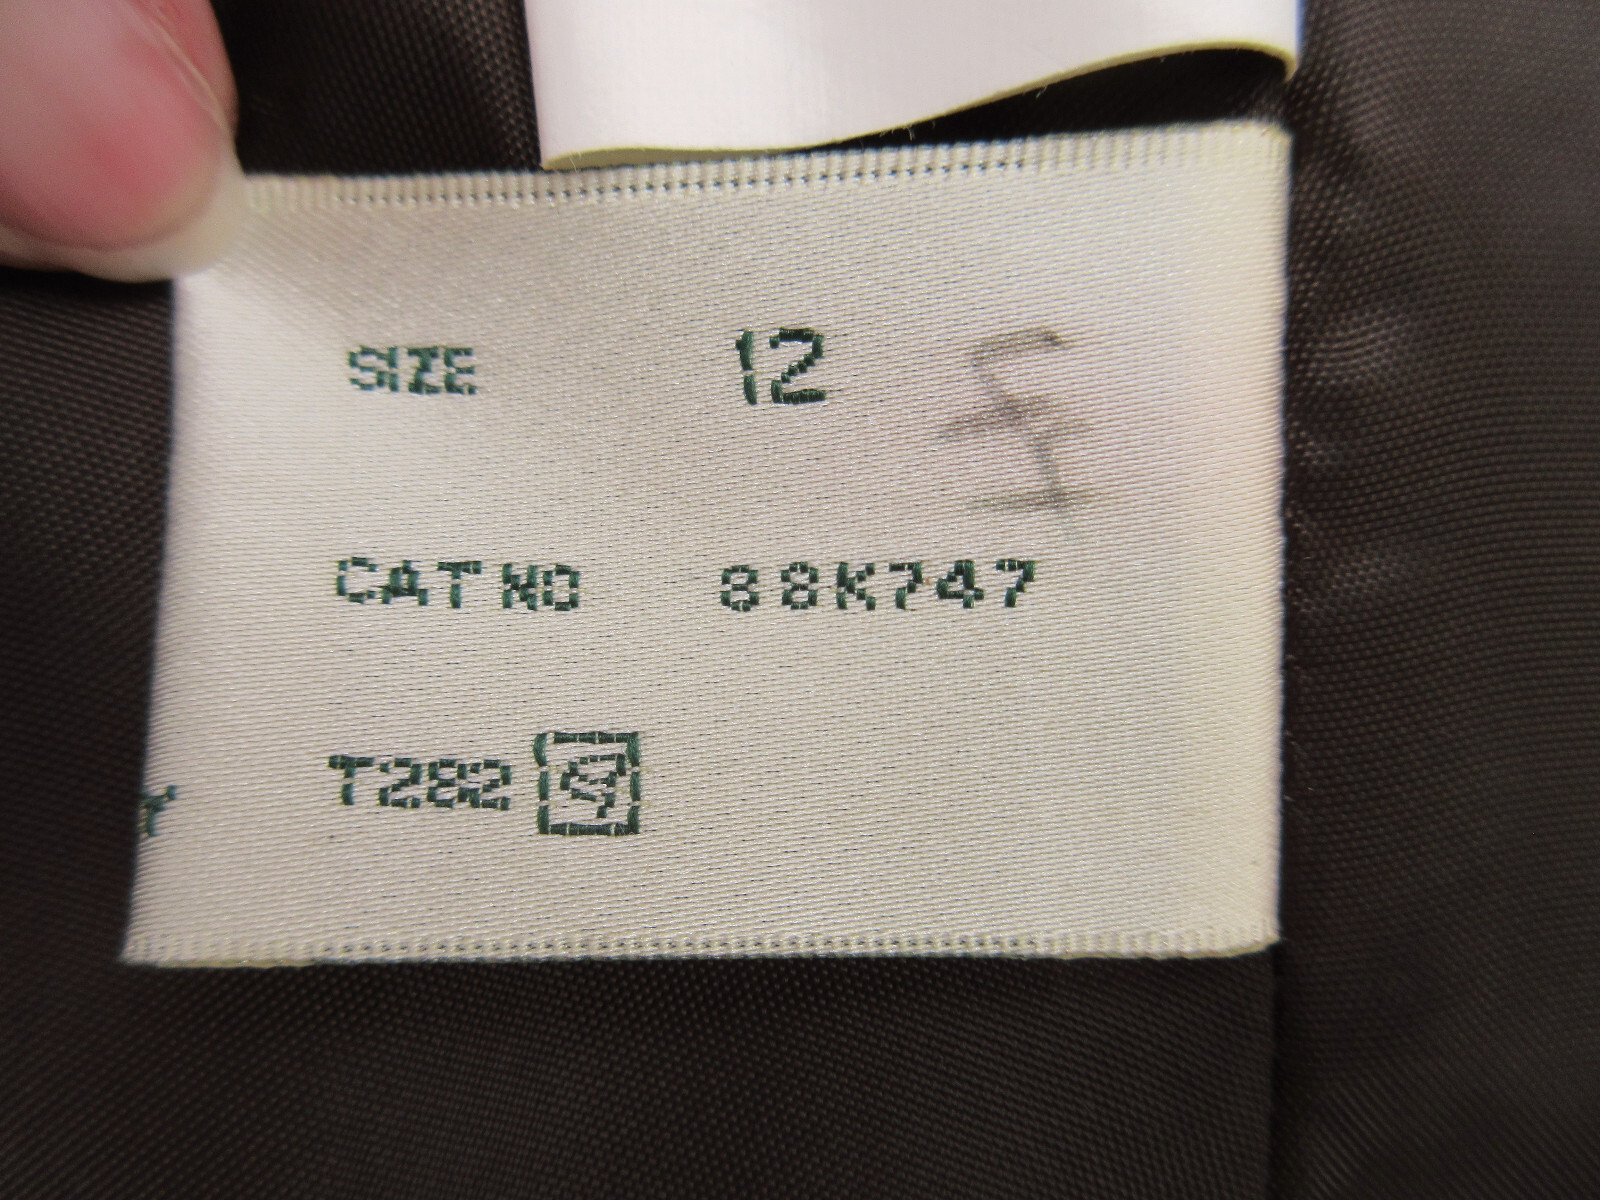 SIZE 12
CAT NO 88K747
T282
Y